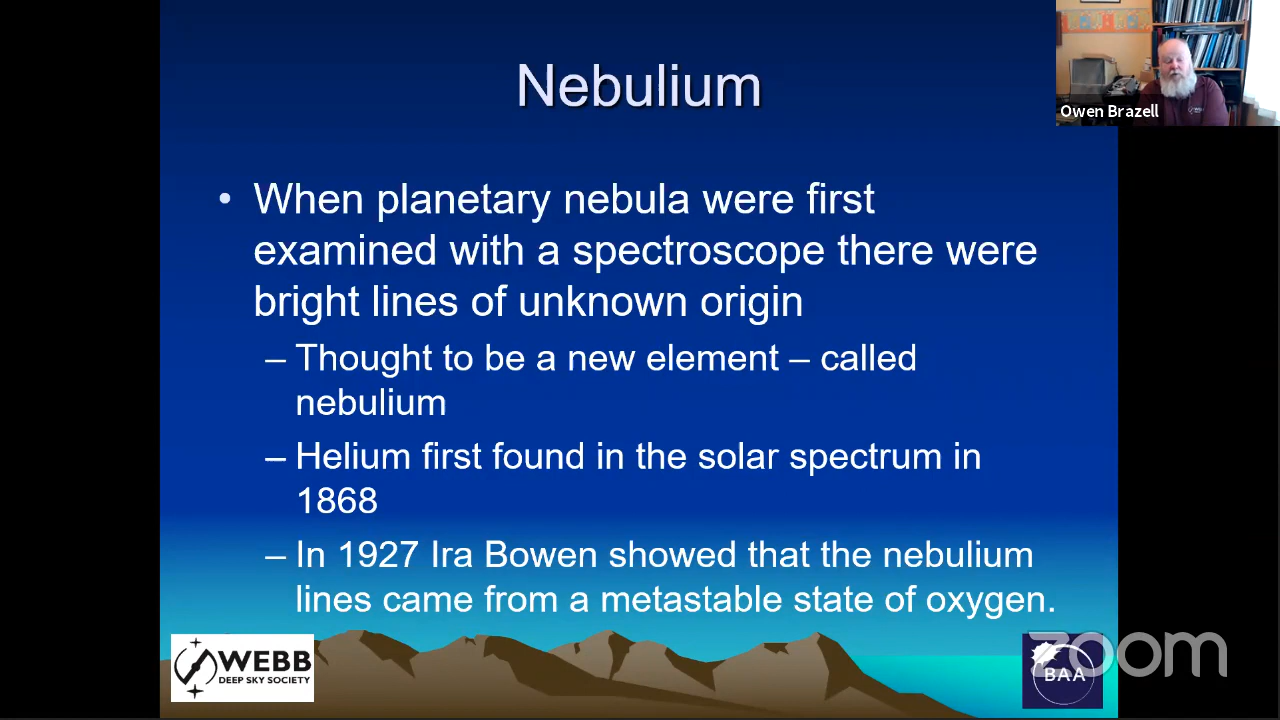 Nebulium
Owen Brazell
• When planetary nebula were first
examined with a spectroscope there were
bright lines of unknown origin
– Thought to be a new element – called
nebulium
– Helium first found in the solar spectrum in
1868
– In 1927 Ira Bowen showed that the nebulium
lines came from a metastable state of oxygen.
WEBB
DEEP SKY SOCIETY
BAA
zoom